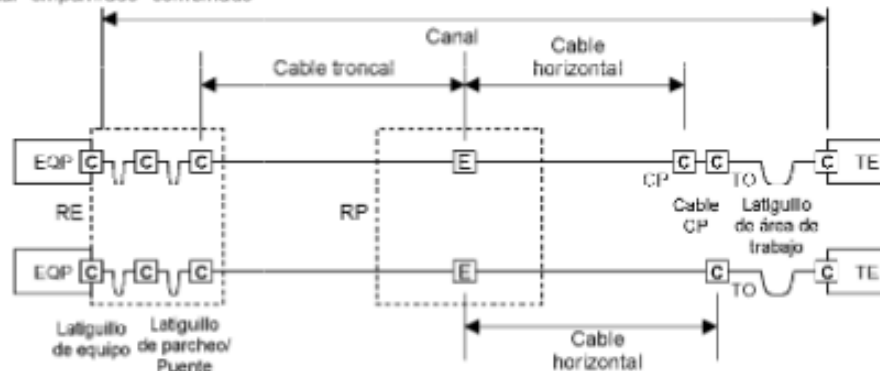 Canal
Cable troncal
Cable
horizontal
EQP C C C E C C C TE
CP TO
RE
RP
Cable
CP
Latiguillo
de área de
trabajo
EQP C C C E C C TE
TO
Latiguillo
de equipo
Latiguillo
de parcheo/
Puente
Cable
horizontal